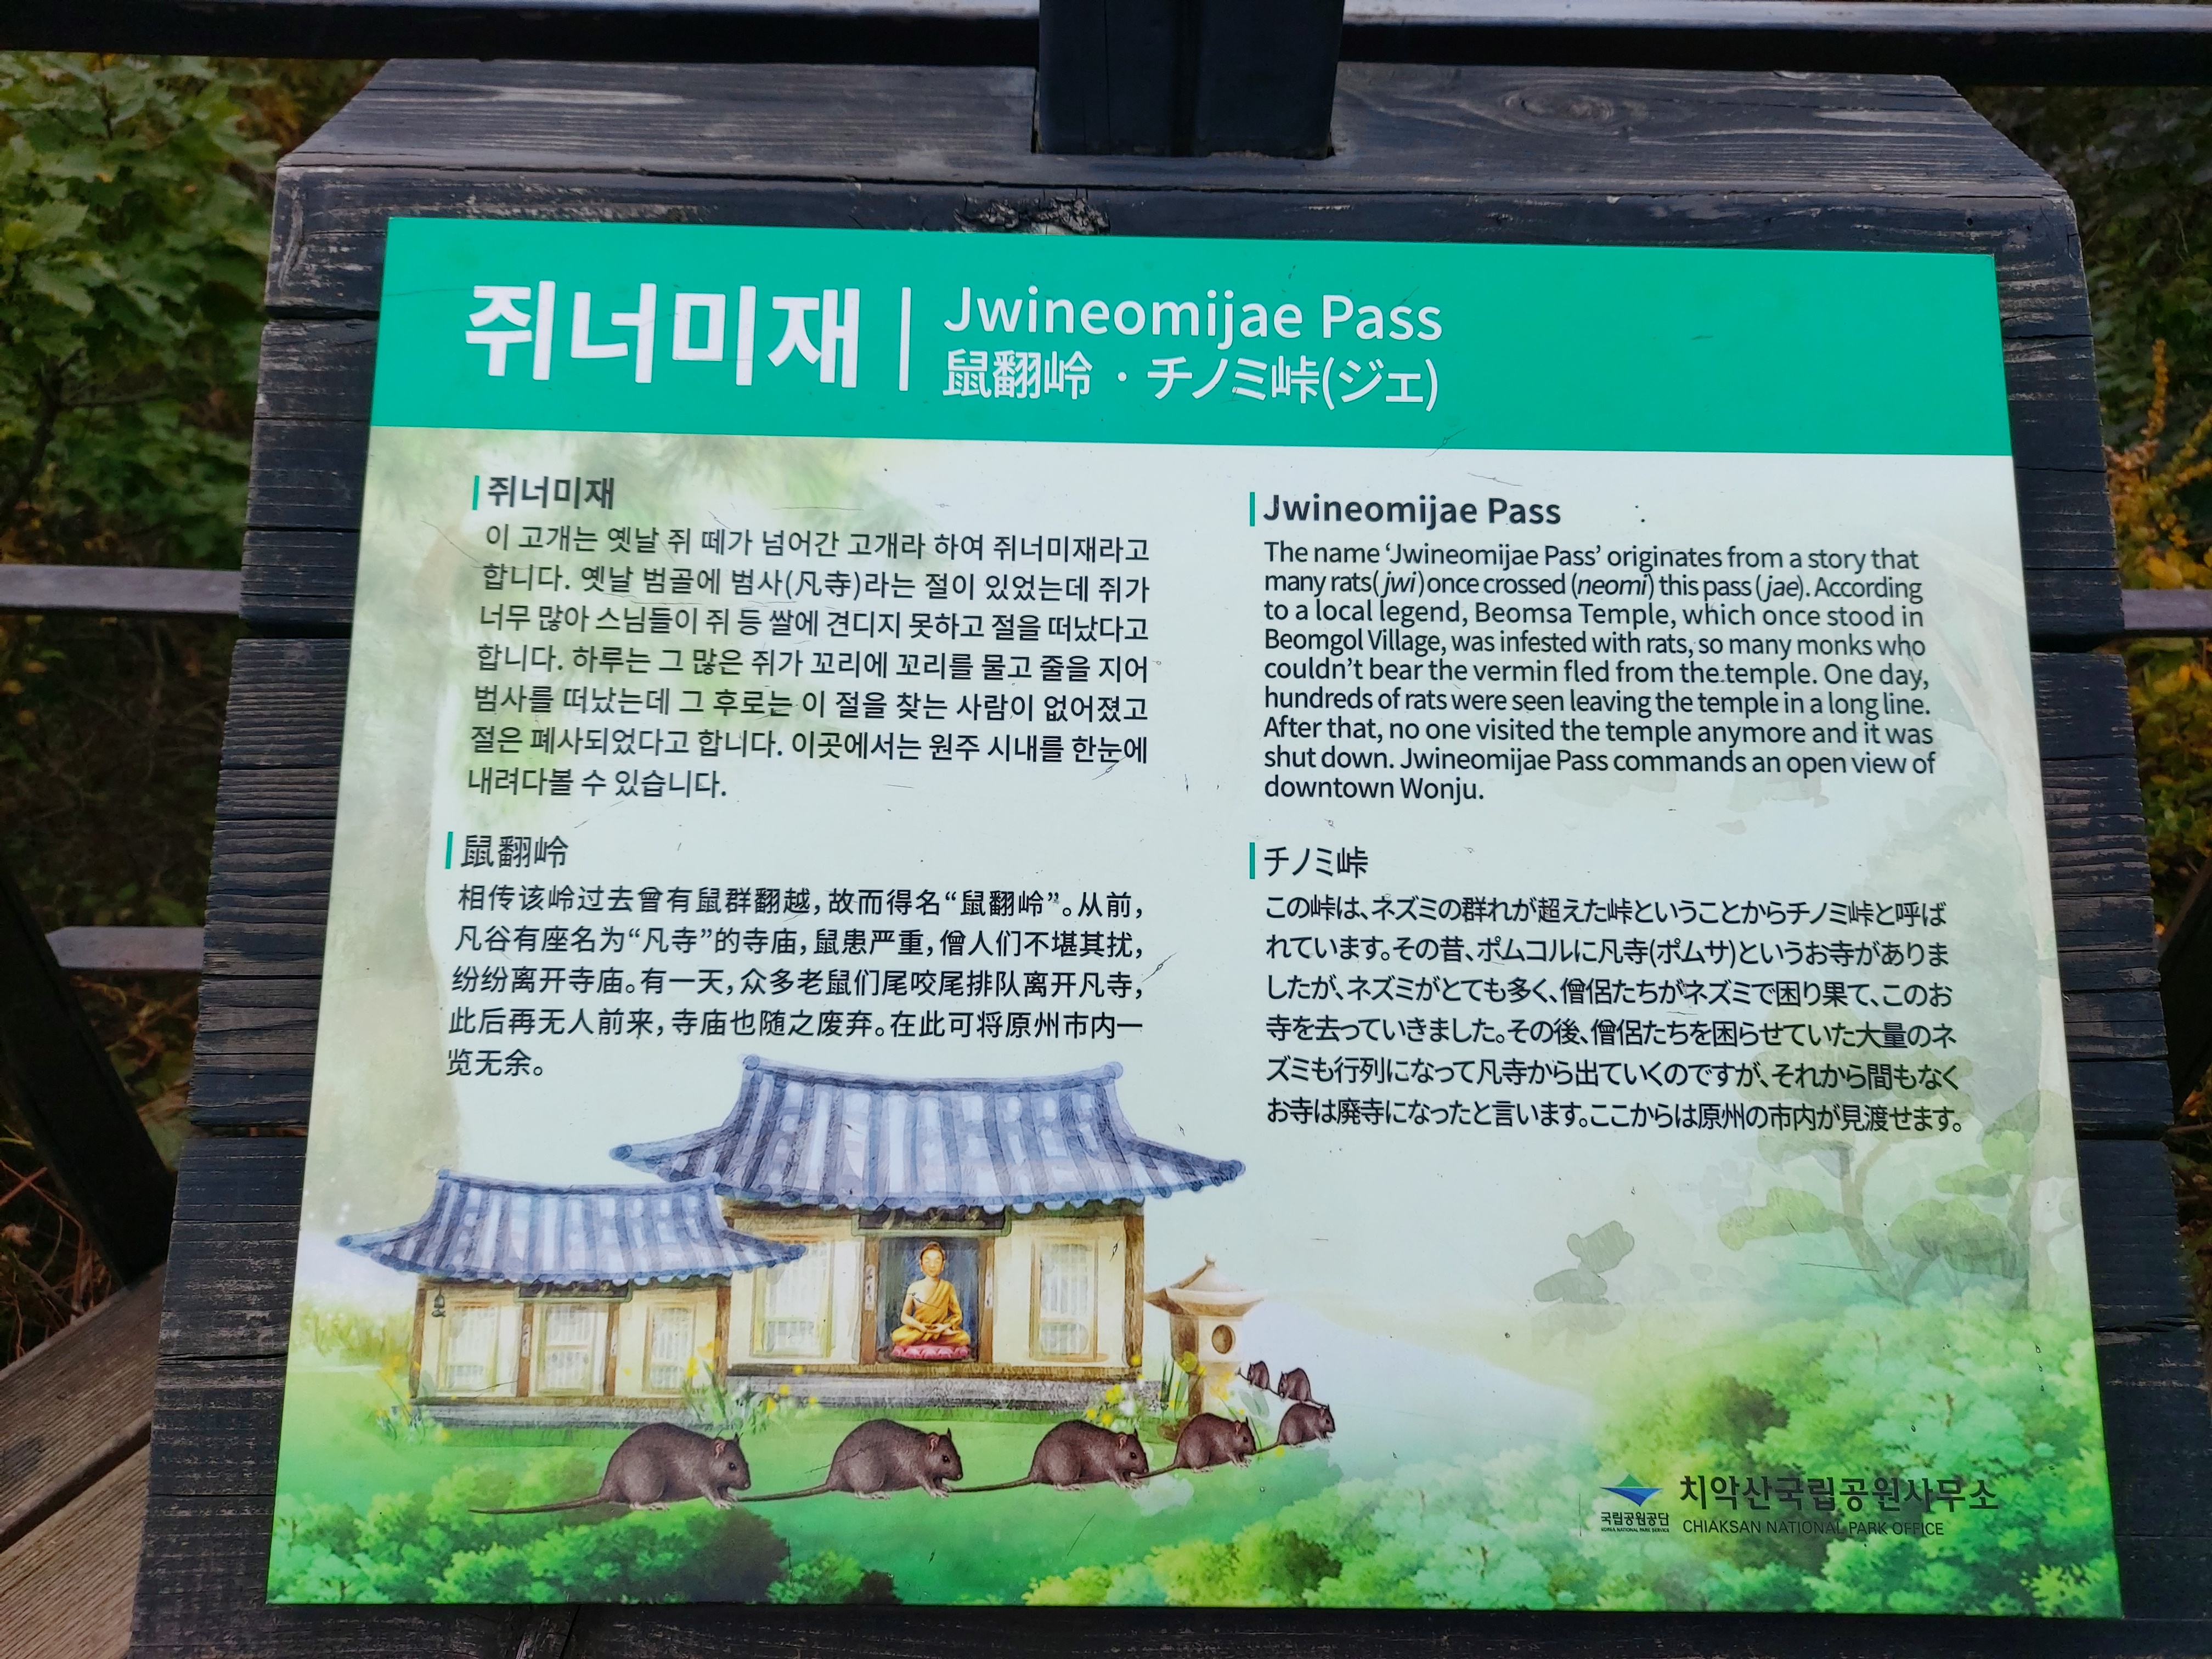 쥐너미재
Jwineomijae Pass
鼠翻岭 · チノミ峠(ジェ)
쥐너미재
이 고개는 옛날 쥐 떼가 넘어간 고개라 하여 쥐너미재라고
합니다. 옛날 범골에 범사(凡寺)라는 절이 있었는데 쥐가
너무 많아 스님들이 쥐 등 쌀에 견디지 못하고 절을 떠났다고
합니다. 하루는 그 많은 쥐가 꼬리에 꼬리를 물고 줄을 지어
범사를 떠났는데 그 후로는 이 절을 찾는 사람이 없어졌고
절은 폐사되었다고 합니다. 이곳에서는 원주 시내를 한눈에
내려다볼 수 있습니다.
Jwineomijae Pass
The name ‘Jwineomijae Pass’ originates from a story that
many rats(jwi) once crossed (neomi) this pass (jae). According
to a local legend, Beomsa Temple, which once stood in
Beomgol Village, was infested with rats, so many monks who
couldn’t bear the vermin fled from the temple. One day,
hundreds of rats were seen leaving the temple in a long line.
After that, no one visited the temple anymore and it was
shut down. Jwineomijae Pass commands an open view of
downtown Wonju.
鼠翻岭
相传该岭过去曾有鼠群翻越，故而得名“鼠翻岭”。从前，
凡谷有座名为“凡寺”的寺庙，鼠患严重，僧人们不堪其扰，
纷纷离开寺庙。有一天，众多老鼠们尾咬尾排队离开凡寺，
此后再无人前来，寺庙也随之废弃。在此可将原州市内一
览无余。
チノミ峠
この峠は、ネズミの群れが超えた峠ということからチノミ峠と呼ば
れています。その昔、ポムコルに凡寺(ポムサ)というお寺がありま
したが、ネズミがとても多く、僧侶たちがネズミで困り果て、このお
寺を去っていきました。その後、僧侶たちを困らせていた大量のネ
ズミも行列になって凡寺から出ていくのですが、それから間もなく
お寺は廃寺になったと言います。ここからは原州の市内が見渡せます。
국립공원공단
KOREA NATIONAL PARK SERVICE
치악산국립공원사무소
CHIAKSAN NATIONAL PARK OFFICE